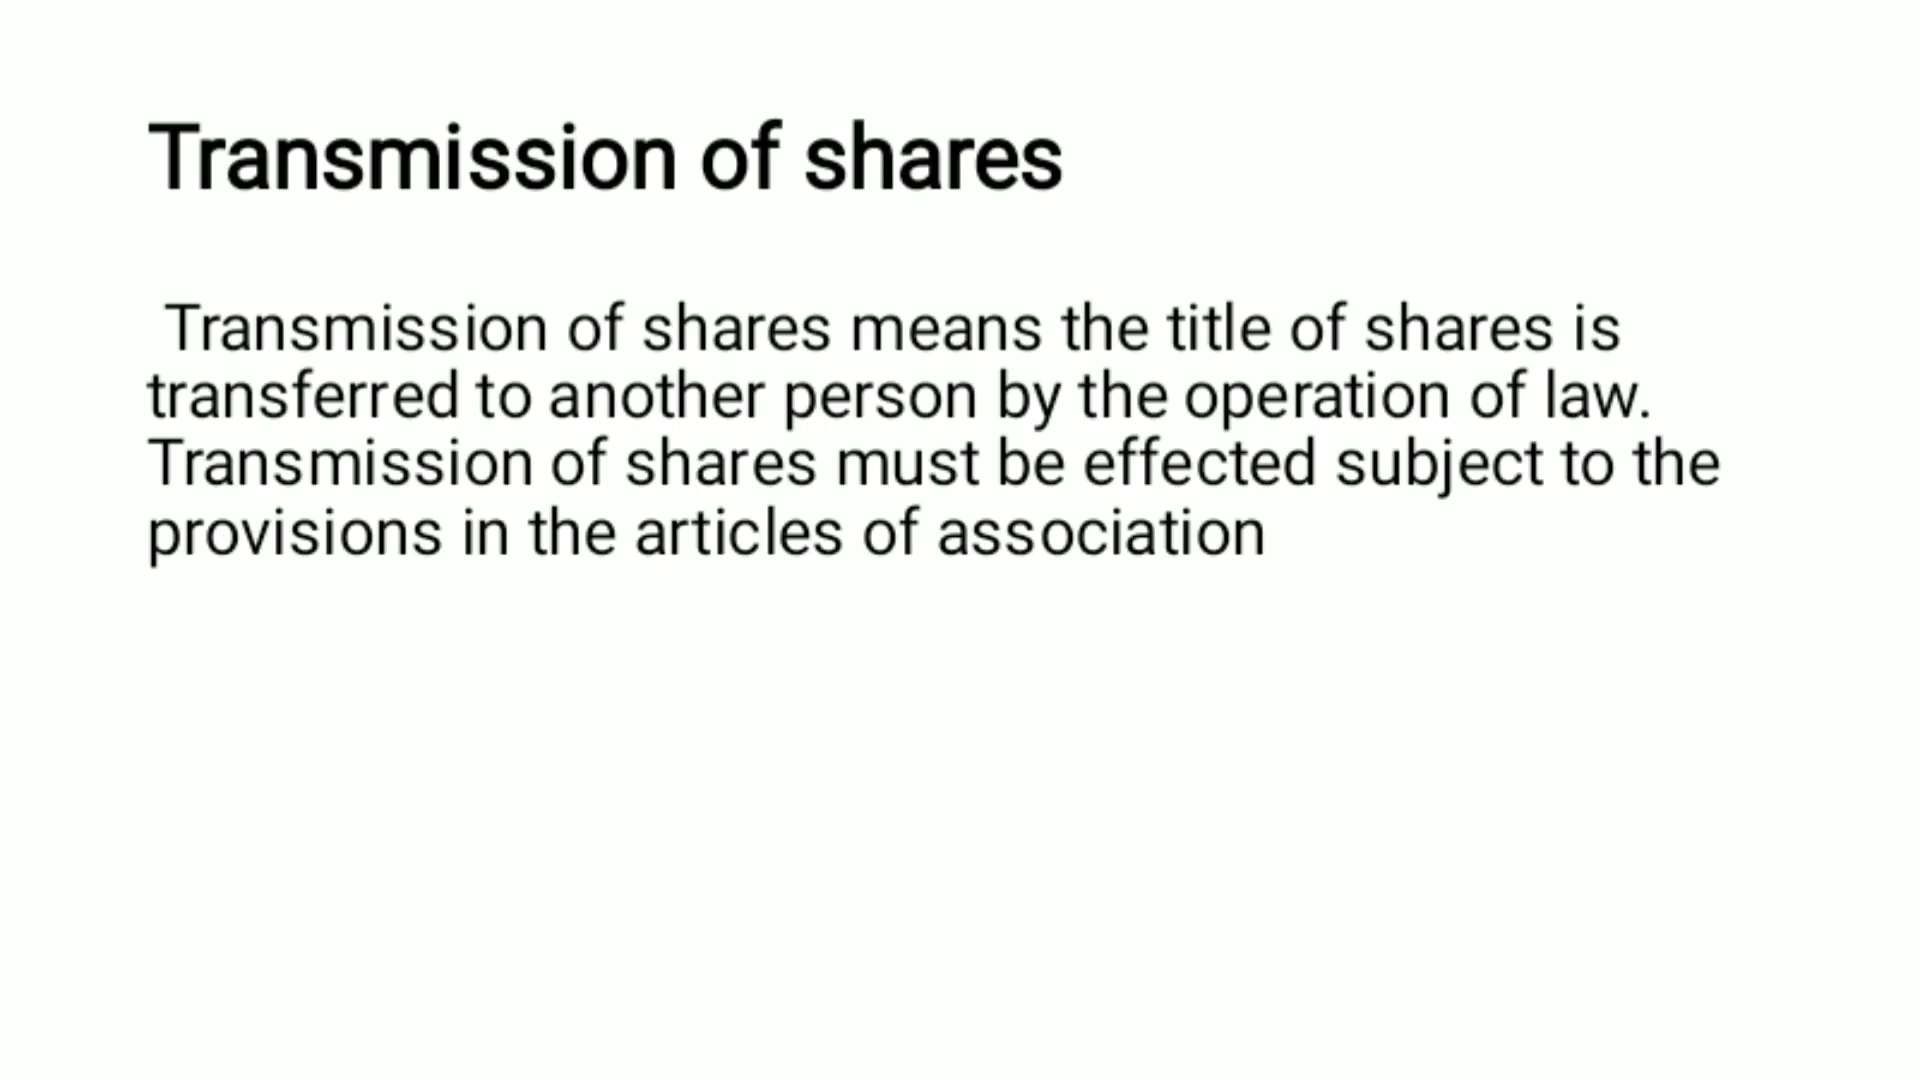 Transmission of shares
Transmission of shares means the title of shares is
transferred to another person by the operation of law.
Transmission of shares must be effected subject to the
provisions in the articles of association